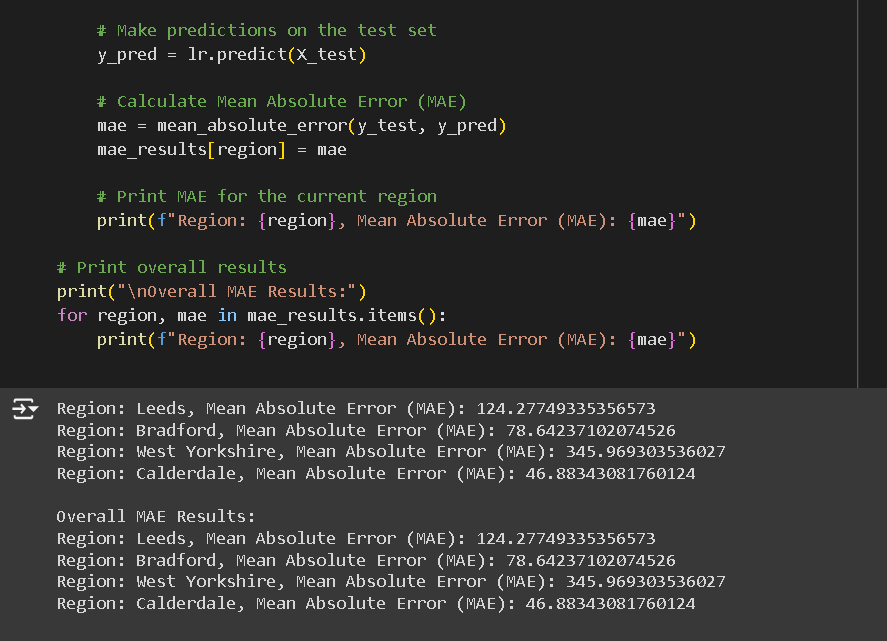 # Make predictions on the test set
y_pred = lr.predict(X_test)
# Calculate Mean Absolute Error (MAE)
mae = mean_absolute_error(y_test, y_pred)
mae_results[region] = mae
# Print MAE for the current region
print(f"Region: {region}, Mean Absolute Error (MAE): {mae}")
# Print overall results
print("\nOverall MAE Results:")
for region, mae in mae_results.items():
print(f"Region: {region}, Mean Absolute Error (MAE): {mae}")
Region: Leeds, Mean Absolute Error (MAE): 124.27749335356573
Region: Bradford, Mean Absolute Error (MAE): 78.64237102074526
Region: West Yorkshire, Mean Absolute Error (MAE): 345.969303536027
Region: Calderdale, Mean Absolute Error (MAE): 46.88343081760124
Overall MAE Results:
Region: Leeds, Mean Absolute Error (MAE): 124.27749335356573
Region: Bradford, Mean Absolute Error (MAE): 78.64237102074526
Region: West Yorkshire, Mean Absolute Error (MAE): 345.969303536027
Region: Calderdale, Mean Absolute Error (MAE): 46.88343081760124